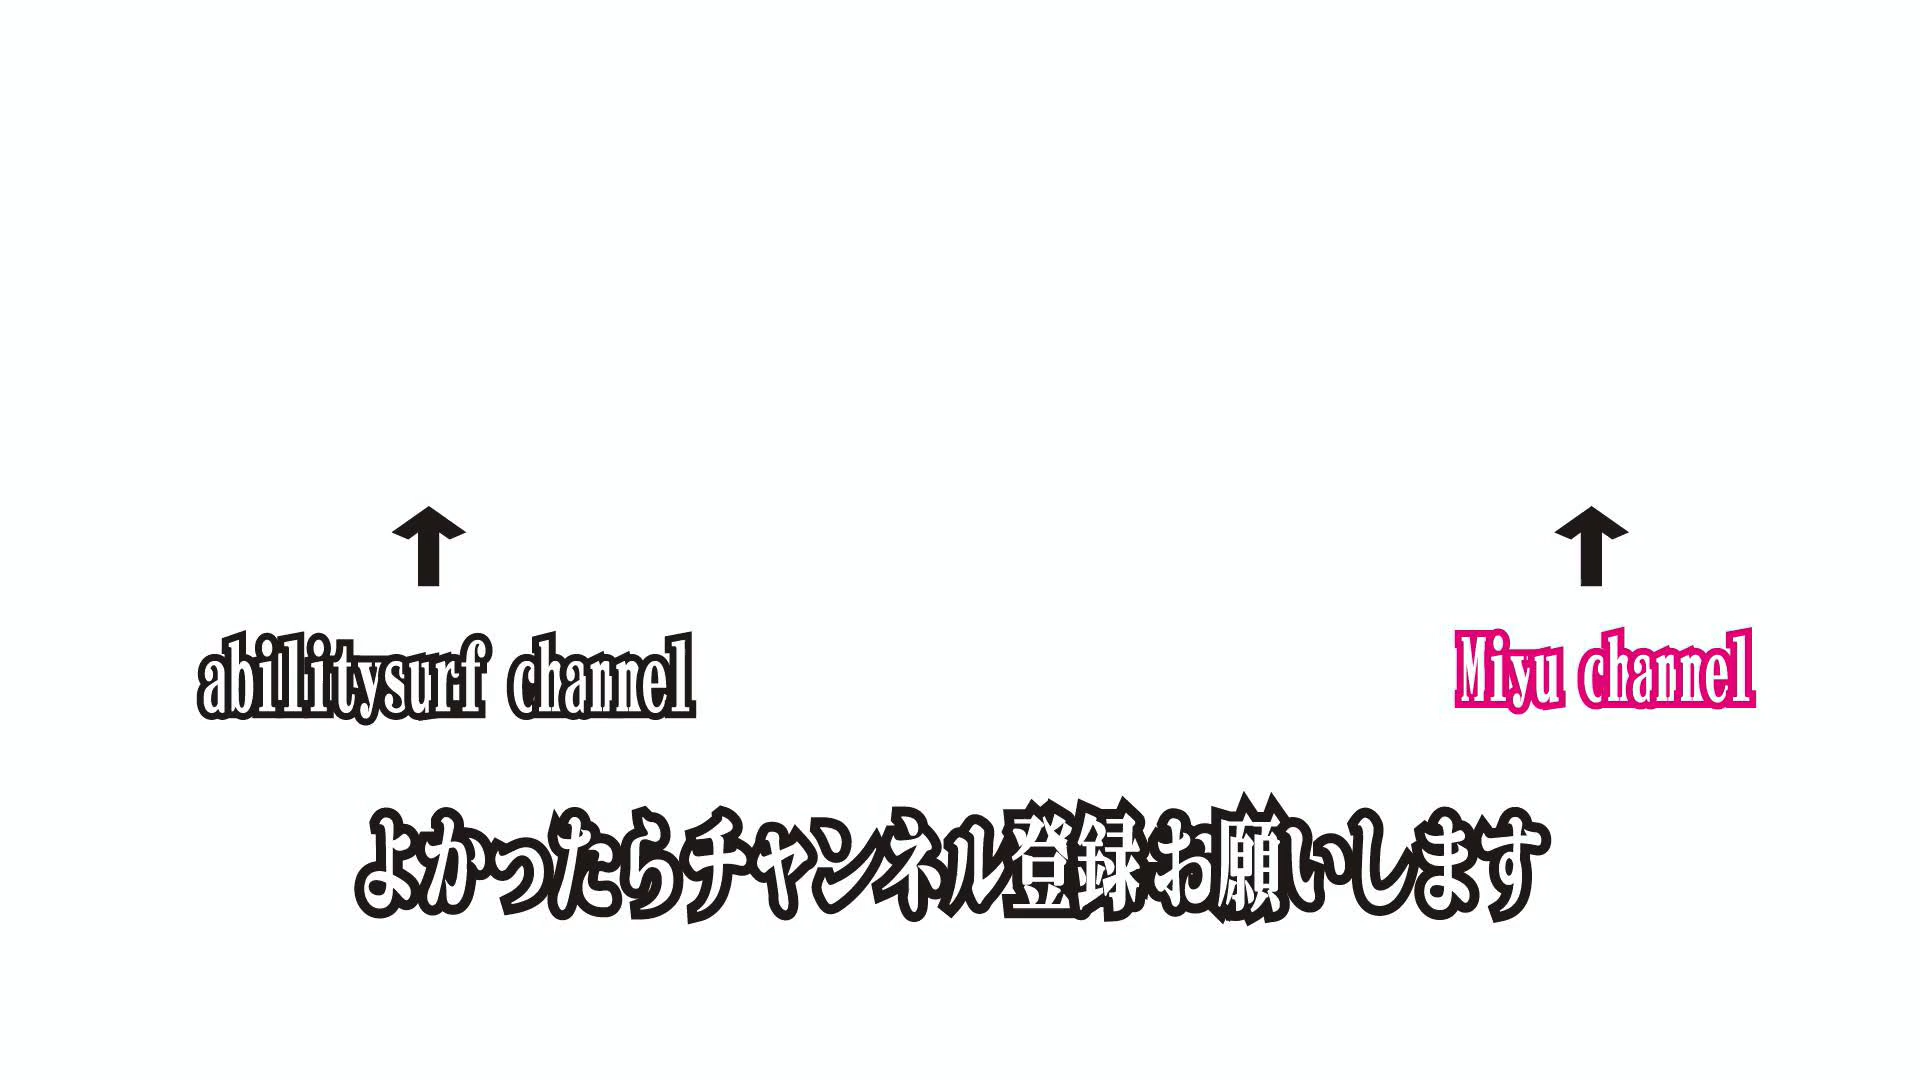 abilitysurf channel
Miyu channel
よかったらチャンネル登録お願いします